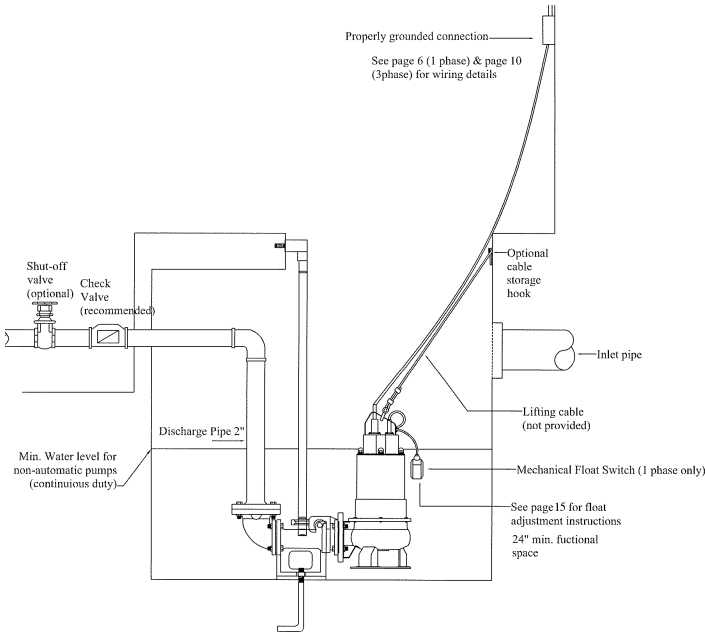 Properly grounded connection
See page 6 (1 phase) & page 10
(3phase) for wiring details
Optional
cable
storage
hook
Shut-off
valve
(optional)
Check
Valve
(recommended)
Inlet pipe
Lifting cable
(not provided)
Discharge Pipe 2"
Min. Water level for
non-automatic pumps
(continuious duty)
Mechanical Float Switch (1 phase only)
See page15 for float
adjustment instructions
24" min. fuctional
space